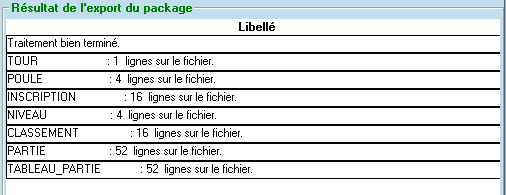 Résultat de l'export du package
Libellé
Traitement bien terminé.
TOUR : 1 lignes sur le fichier.
POULE : 4 lignes sur le fichier.
INSCRIPTION : 16 lignes sur le fichier.
NIVEAU : 4 lignes sur le fichier.
CLASSEMENT : 16 lignes sur le fichier.
PARTIE : 52 lignes sur le fichier.
TABLEAU_PARTIE : 52 lignes sur le fichier.